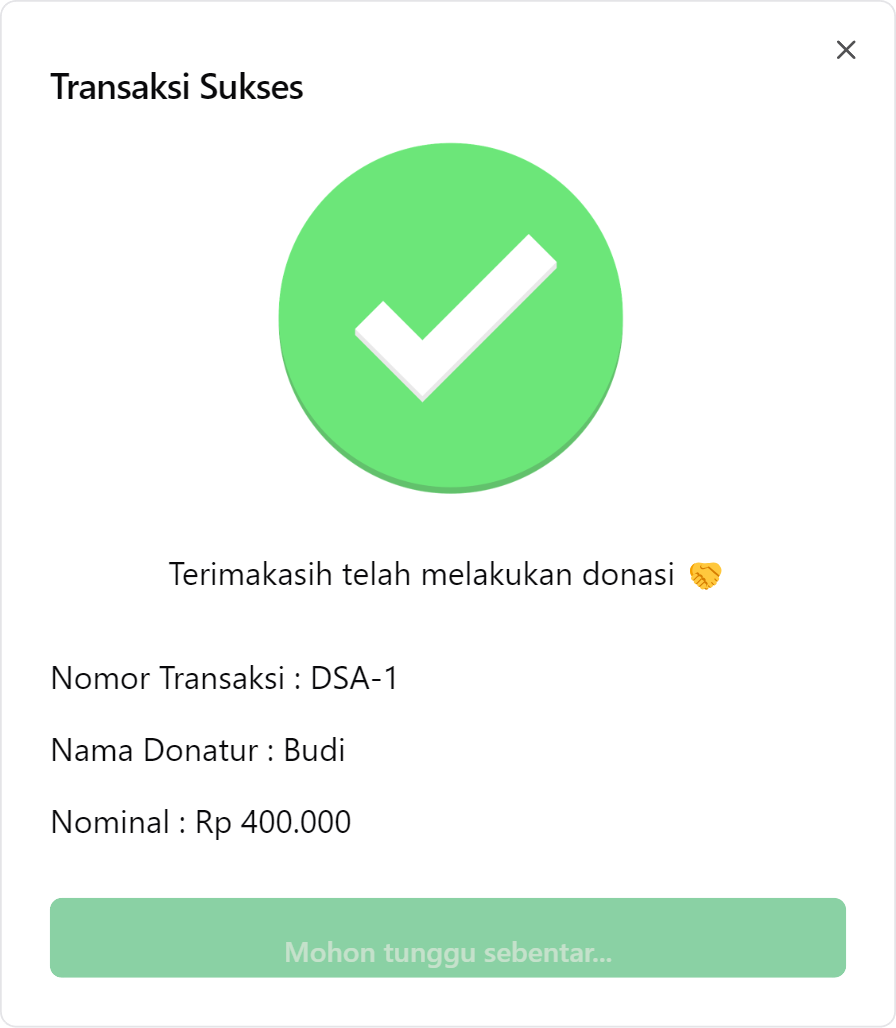 Transaksi Sukses
Terimakasih telah melakukan donasi 🤝
Nomor Transaksi : DSA-1
Nama Donatur : Budi
Nominal : Rp 400.000
Mohon tunggu sebentar...